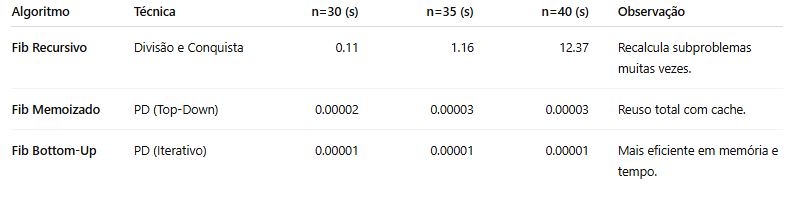 Algoritmo Técnica n=30 (s) n=35 (s) n=40 (s) Observação
Fib Recursivo Divisão e Conquista 0.11 1.16 12.37 Recalcula subproblemas
muitas vezes.
Fib Memoizado PD (Top-Down) 0.00002 0.00003 0.00003 Reuso total com cache.
Fib Bottom-Up PD (Iterativo) 0.00001 0.00001 0.00001 Mais eficiente em memória e
tempo.